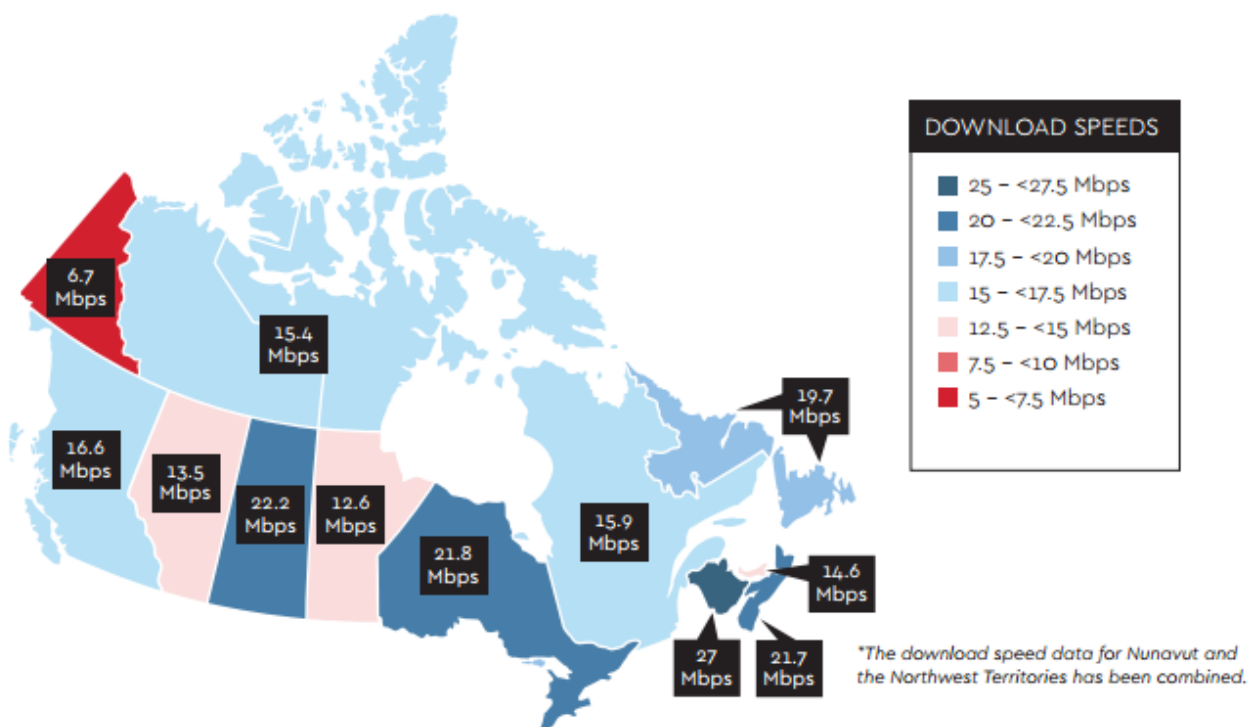 DOWNLOAD SPEEDS
25 – <27.5 Mbps
20 – <22.5 Mbps
17.5 – <20 Mbps
15 – <17.5 Mbps
12.5 – <15 Mbps
7.5 – <10 Mbps
5 – <7.5 Mbps
6.7
Mbps
15.4
Mbps
19.7
Mbps
16.6
Mbps
13.5
Mbps
22.2
Mbps
12.6
Mbps
21.8
Mbps
15.9
Mbps
14.6
Mbps
27
Mbps
21.7
Mbps
*The download speed data for Nunavut and
the Northwest Territories has been combined.